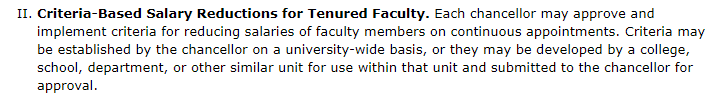 II. Criteria-Based Salary Reductions for Tenured Faculty. Each chancellor may approve and
implement criteria for reducing salaries of faculty members on continuous appointments. Criteria may
be established by the chancellor on a university-wide basis, or they may be developed by a college,
school, department, or other similar unit for use within that unit and submitted to the chancellor for
approval.